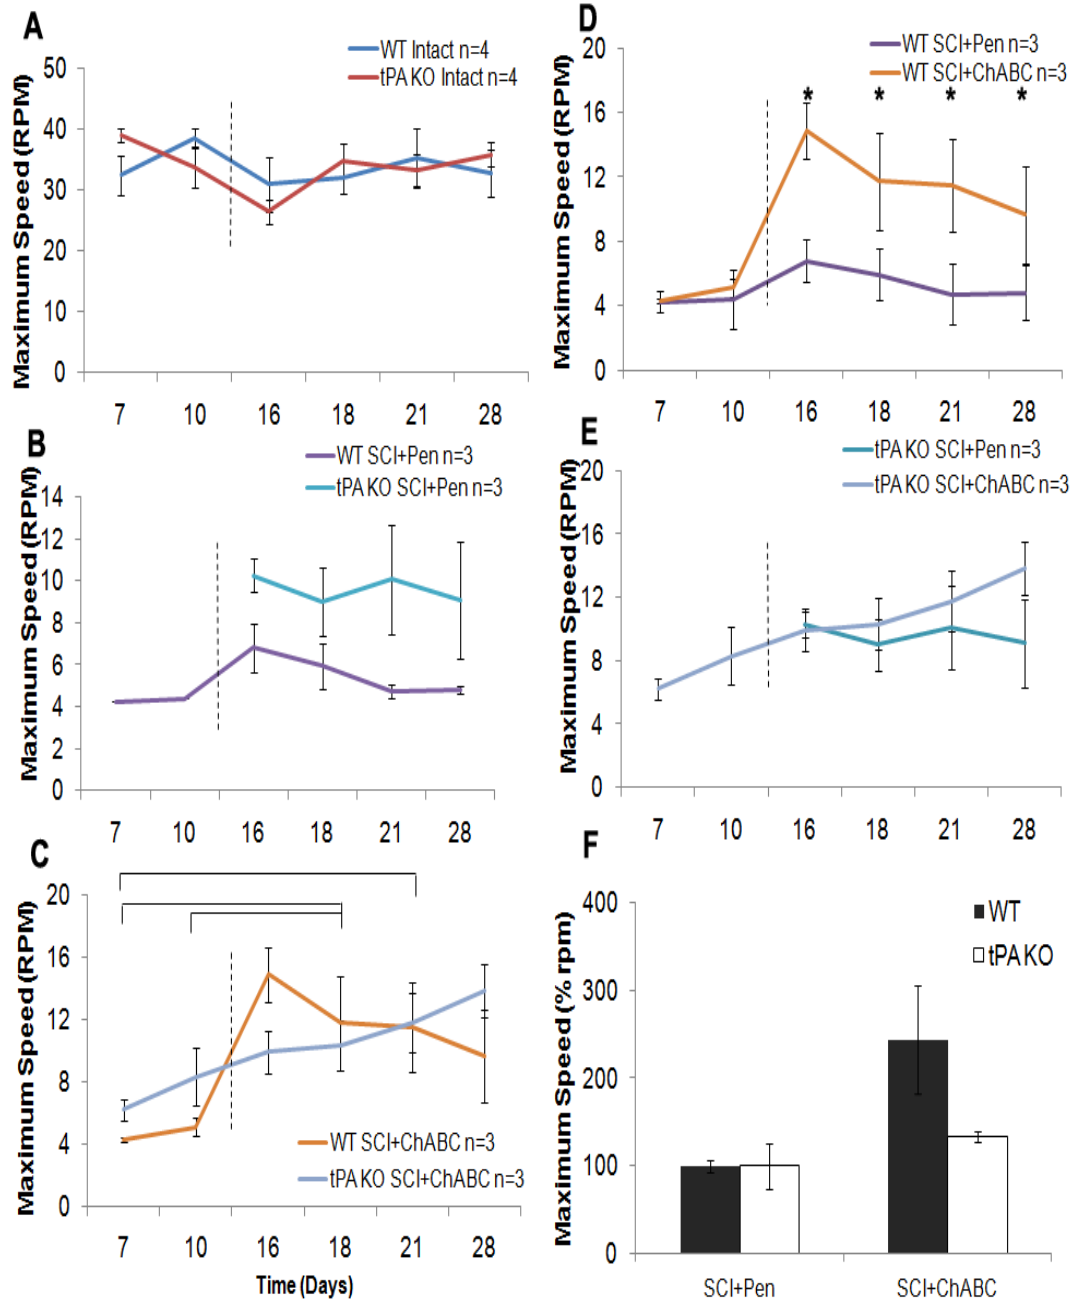 A
WT Intact n=4
tPA KO Intact n=4
Maximum Speed (RPM)
50
40
30
20
10
0
7 10 16 18 21 28
B
WT SCI+Pen n=3
tPA KO SCI+Pen n=3
Maximum Speed (RPM)
14
12
10
8
6
4
2
0
7 10 16 18 21 28
C
Maximum Speed (RPM)
20
16
12
8
4
0
WT SCI+ChABC n=3
tPA KO SCI+ChABC n=3
7 10 16 18 21 28
Time (Days)
D
WT SCI+Pen n=3
WT SCI+ChABC n=3
* * * *
Maximum Speed (RPM)
20
16
12
8
4
0
7 10 16 18 21 28
E
tPA KO SCI+Pen n=3
tPA KO SCI+ChABC n=3
Maximum Speed (RPM)
20
16
12
8
4
0
7 10 16 18 21 28
F
WT
tPA KO
Maximum Speed (% rpm)
400
300
200
100
0
SCI+Pen SCI+ChABC